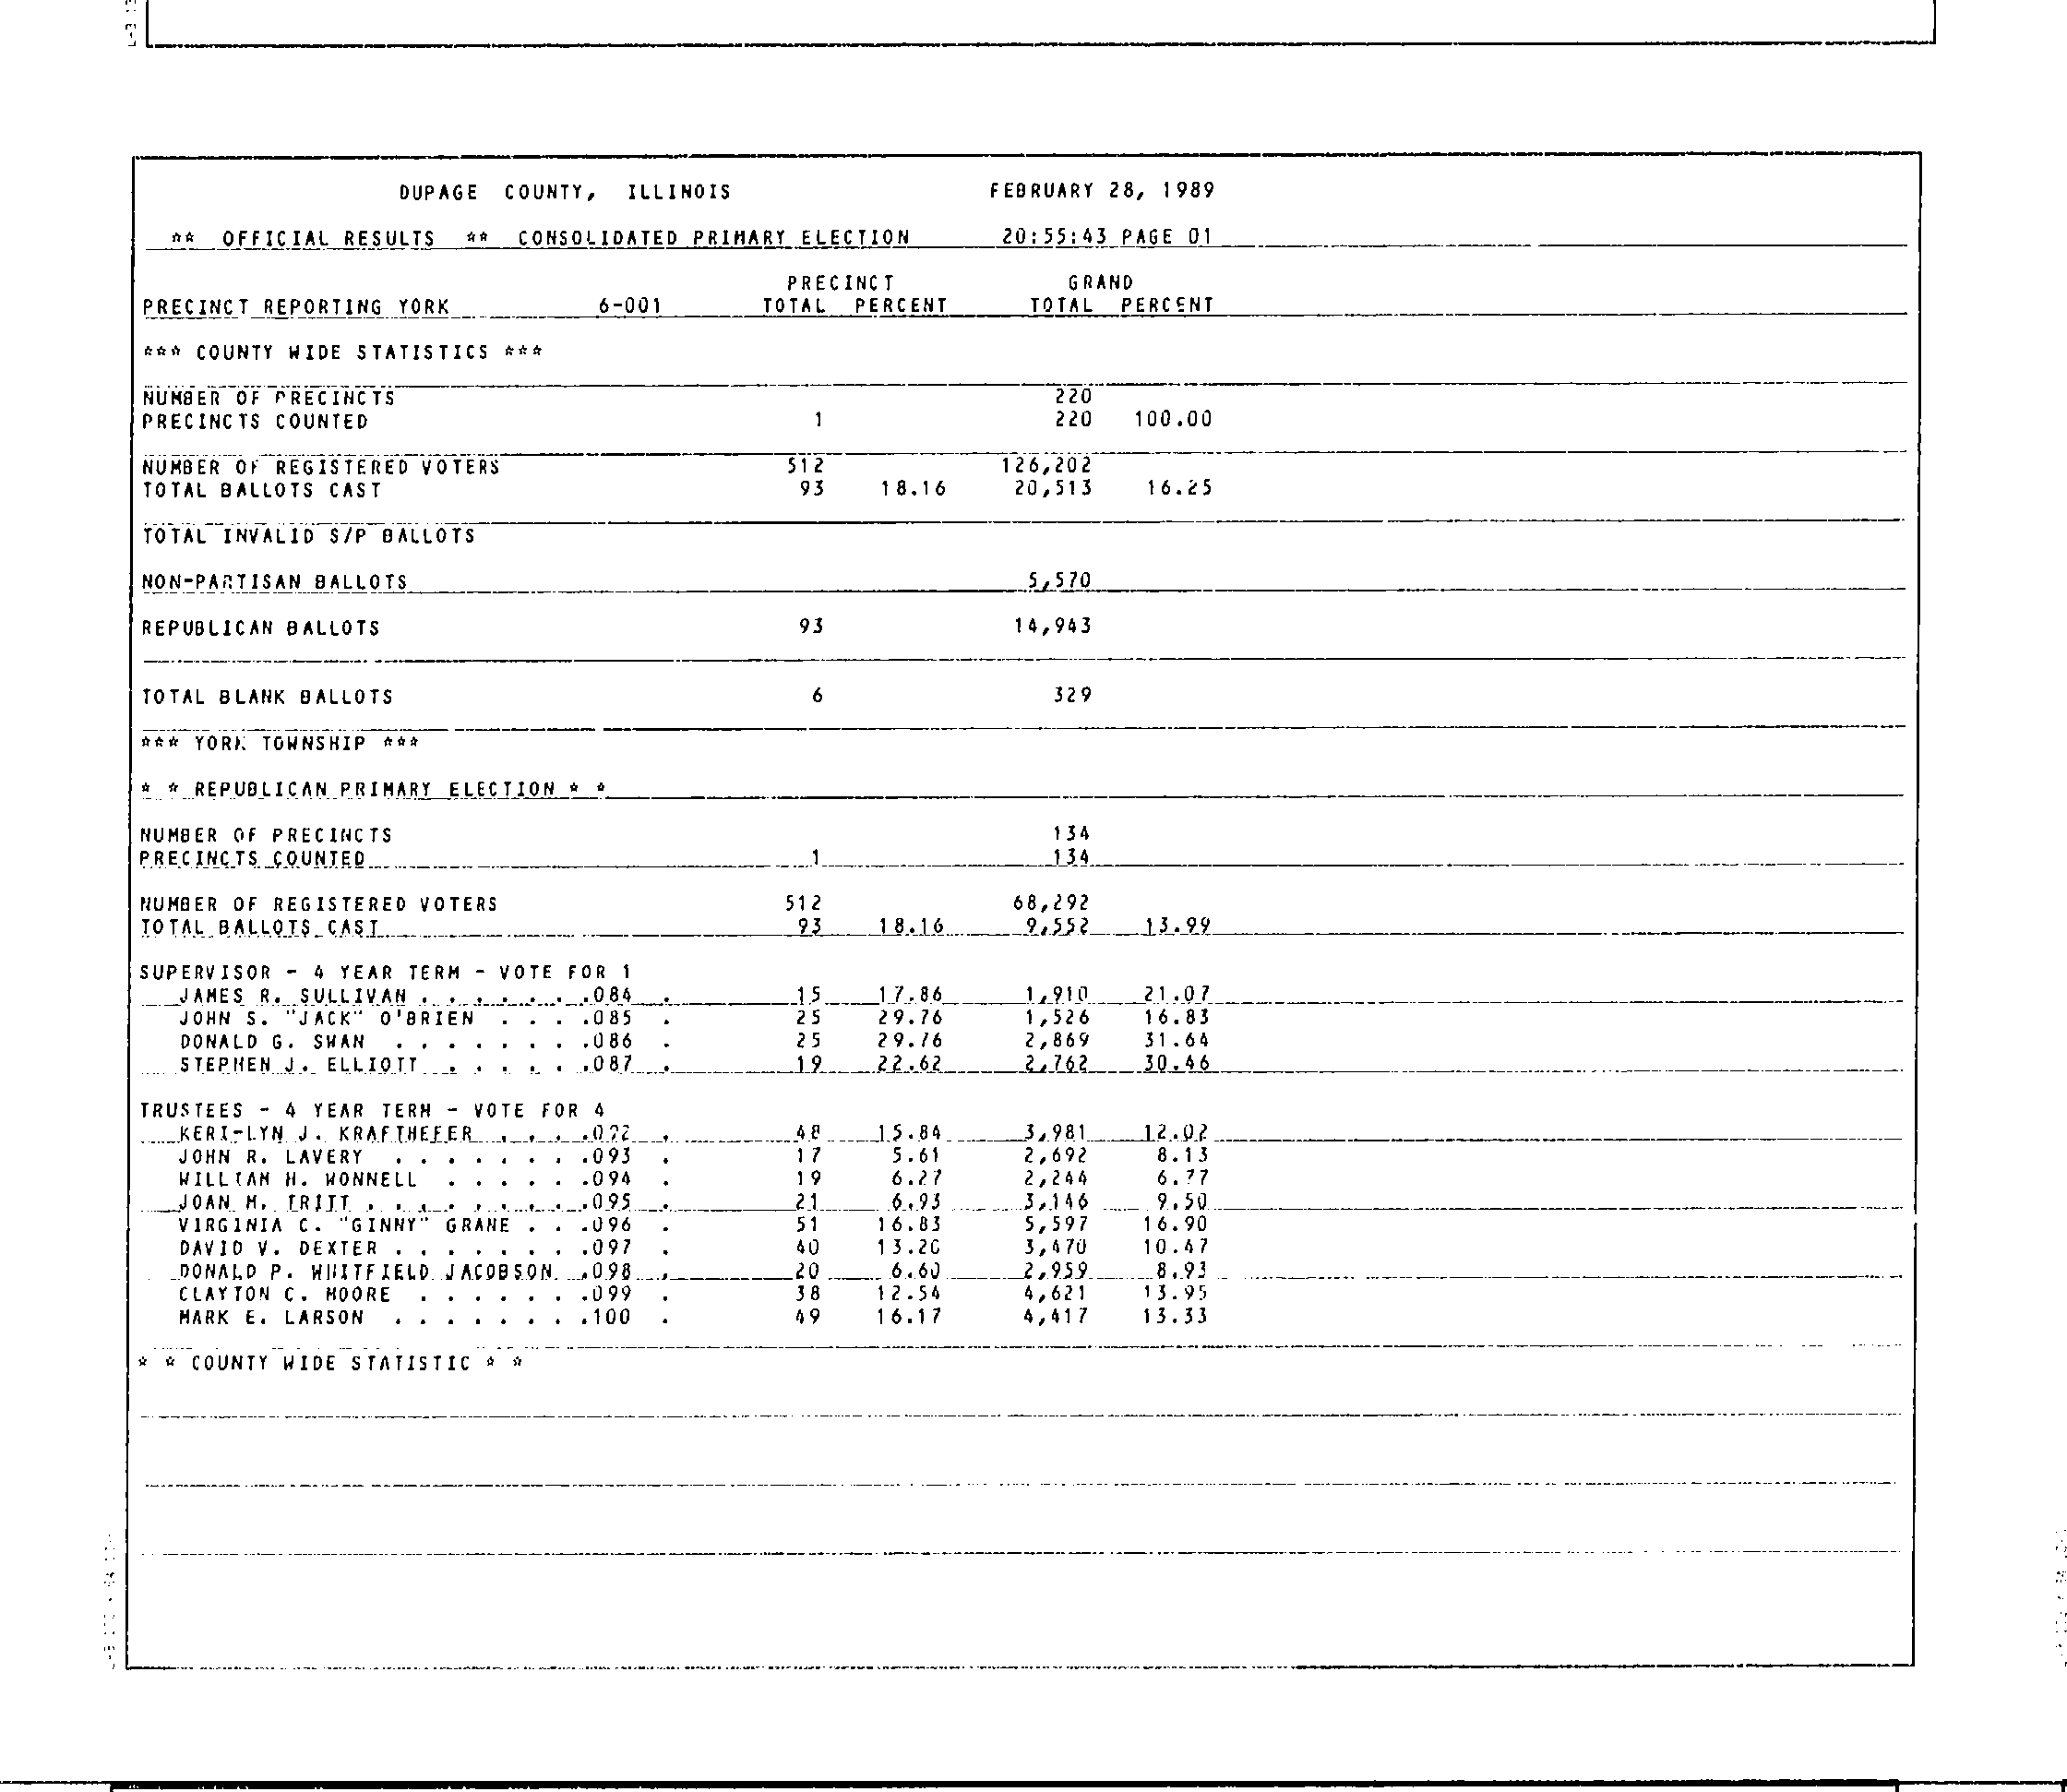 DUPAGE COUNTY, ILLINOIS FEBRUARY 28, 1989
** OFFICIAL RESULTS ** CONSOLIDATED PRIMARY ELECTION 20:55:43 PAGE 01
PRECINCT GRAND
PRECINCT REPORTING YORK 6-001 TOTAL PERCENT TOTAL PERCENT
*** COUNTY WIDE STATISTICS ***
NUMBER OF PRECINCTS 220
PRECINCTS COUNTED 1 220 100.00
NUMBER OF REGISTERED VOTERS 512 126,202
TOTAL BALLOTS CAST 93 18.16 20,513 16.25
TOTAL INVALID S/P BALLOTS
NON-PARTISAN BALLOTS 5,570
REPUBLICAN BALLOTS 93 14,943
TOTAL BLANK BALLOTS 6 329
*** YORK TOWNSHIP ***
* * REPUBLICAN PRIMARY ELECTION * *
NUMBER OF PRECINCTS 134
PRECINCTS COUNTED 1 134
NUMBER OF REGISTERED VOTERS 512 68,292
TOTAL BALLOTS CAST 93 18.16 9,552 13.99
SUPERVISOR - 4 YEAR TERM - VOTE FOR 1
JAMES R. SULLIVAN . . . . . . .084 . 15 17.86 1,910 21.07
JOHN S. "JACK" O'BRIEN . . . .085 . 25 29.76 1,526 16.83
DONALD G. SWAN . . . . . . . .086 . 25 29.76 2,869 31.64
STEPHEN J. ELLIOTT . . . . . .087 . 19 22.62 2,762 30.46
TRUSTEES - 4 YEAR TERM - VOTE FOR 4
KERI-LYN J. KRAFTHEFER . . . .092 . 48 15.84 3,981 12.02
JOHN R. LAVERY . . . . . . . .093 . 17 5.61 2,692 8.13
WILLIAM H. WONNELL . . . . . .094 . 19 6.27 2,244 6.77
JOAN M. TRITT . . . . . . . . .095 . 21 6.93 3,146 9.50
VIRGINIA C. "GINNY" GRANE . . .096 . 51 16.83 5,597 16.90
DAVID V. DEXTER . . . . . . . .097 . 40 13.20 3,470 10.47
DONALD P. WHITFIELD JACOBSON .098 . 20 6.60 2,959 8.93
CLAYTON C. MOORE . . . . . . .099 . 38 12.54 4,621 13.95
MARK E. LARSON . . . . . . . .100 . 49 16.17 4,417 13.33
* * COUNTY WIDE STATISTIC * *